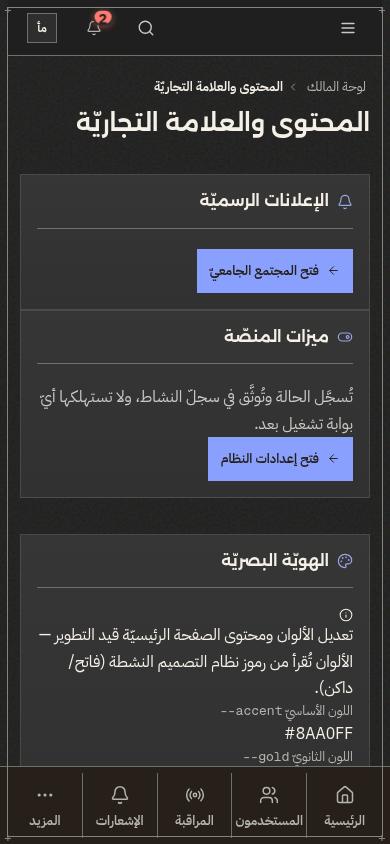 2
مأ
لوحة المالك
المحتوى والعلامة التجاريّة
المحتوى والعلامة التجاريّة
الإعلانات الرسميّة
فتح المجتمع الجامعيّ
ميزات المنصّة
تُسجَّل الحالة وتُوثَّق في سجلّ النشاط، ولا تستهلكها أيّ
بوابة تشغيل بعد.
فتح إعدادات النظام
الهويّة البصريّة
تعديل الألوان ومحتوى الصفحة الرئيسيّة قيد التطوير —
الألوان تُقرأ من رموز نظام التصميم النشطة (فاتح/
داكن).
اللون الأساسيّ --accent
#8AA0FF
اللون الثانويّ --gold
الرئيسية
المستخدمون
المراقبة
الإشعارات
المزيد